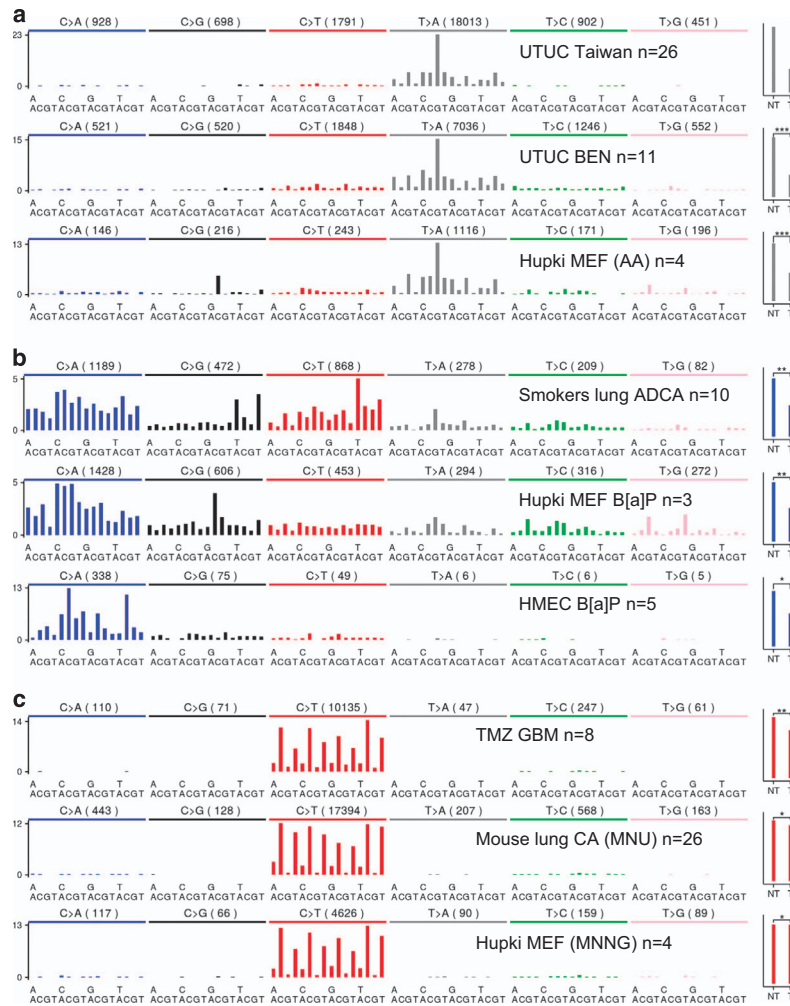 a
C>A ( 928 ) C>G ( 698 ) C>T ( 1791 ) T>A ( 18013 ) T>C ( 902 ) T>G ( 451 )
23
UTUC Taiwan n=26
0
A C G T A C G T A C G T A C G T A C G T A C G T
ACGTACGTACGTACGT ACGTACGTACGTACGT ACGTACGTACGTACGT ACGTACGTACGTACGT ACGTACGTACGTACGT ACGTACGTACGTACGT NT T
C>A ( 521 ) C>G ( 520 ) C>T ( 1848 ) T>A ( 7036 ) T>C ( 1246 ) T>G ( 552 )
15 ***
UTUC BEN n=11
0
A C G T A C G T A C G T A C G T A C G T A C G T
ACGTACGTACGTACGT ACGTACGTACGTACGT ACGTACGTACGTACGT ACGTACGTACGTACGT ACGTACGTACGTACGT ACGTACGTACGTACGT NT T
C>A ( 146 ) C>G ( 216 ) C>T ( 243 ) T>A ( 1116 ) T>C ( 171 ) T>G ( 196 )
13 ***
Hupki MEF (AA) n=4
0
A C G T A C G T A C G T A C G T A C G T A C G T
ACGTACGTACGTACGT ACGTACGTACGTACGT ACGTACGTACGTACGT ACGTACGTACGTACGT ACGTACGTACGTACGT ACGTACGTACGTACGT NT T
b
C>A ( 1189 ) C>G ( 472 ) C>T ( 868 ) T>A ( 278 ) T>C ( 209 ) T>G ( 82 )
5 **
Smokers lung ADCA n=10
0
A C G T A C G T A C G T A C G T A C G T A C G T
ACGTACGTACGTACGT ACGTACGTACGTACGT ACGTACGTACGTACGT ACGTACGTACGTACGT ACGTACGTACGTACGT ACGTACGTACGTACGT NT T
C>A ( 1428 ) C>G ( 606 ) C>T ( 453 ) T>A ( 294 ) T>C ( 316 ) T>G ( 272 )
5 **
Hupki MEF B[a]P n=3
0
A C G T A C G T A C G T A C G T A C G T A C G T
ACGTACGTACGTACGT ACGTACGTACGTACGT ACGTACGTACGTACGT ACGTACGTACGTACGT ACGTACGTACGTACGT ACGTACGTACGTACGT NT T
C>A ( 338 ) C>G ( 75 ) C>T ( 49 ) T>A ( 6 ) T>C ( 6 ) T>G ( 5 )
13 *
HMEC B[a]P n=5
0
A C G T A C G T A C G T A C G T A C G T A C G T
ACGTACGTACGTACGT ACGTACGTACGTACGT ACGTACGTACGTACGT ACGTACGTACGTACGT ACGTACGTACGTACGT ACGTACGTACGTACGT NT T
c
C>A ( 110 ) C>G ( 71 ) C>T ( 10135 ) T>A ( 47 ) T>C ( 247 ) T>G ( 61 )
14 **
TMZ GBM n=8
0
A C G T A C G T A C G T A C G T A C G T A C G T
ACGTACGTACGTACGT ACGTACGTACGTACGT ACGTACGTACGTACGT ACGTACGTACGTACGT ACGTACGTACGTACGT ACGTACGTACGTACGT NT T
C>A ( 443 ) C>G ( 128 ) C>T ( 17394 ) T>A ( 207 ) T>C ( 568 ) T>G ( 163 )
12 *
Mouse lung CA (MNU) n=26
0
A C G T A C G T A C G T A C G T A C G T A C G T
ACGTACGTACGTACGT ACGTACGTACGTACGT ACGTACGTACGTACGT ACGTACGTACGTACGT ACGTACGTACGTACGT ACGTACGTACGTACGT NT T
C>A ( 117 ) C>G ( 66 ) C>T ( 4626 ) T>A ( 90 ) T>C ( 159 ) T>G ( 89 )
13 *
Hupki MEF (MNNG) n=4
0
A C G T A C G T A C G T A C G T A C G T A C G T
ACGTACGTACGTACGT ACGTACGTACGTACGT ACGTACGTACGTACGT ACGTACGTACGTACGT ACGTACGTACGTACGT ACGTACGTACGTACGT NT T